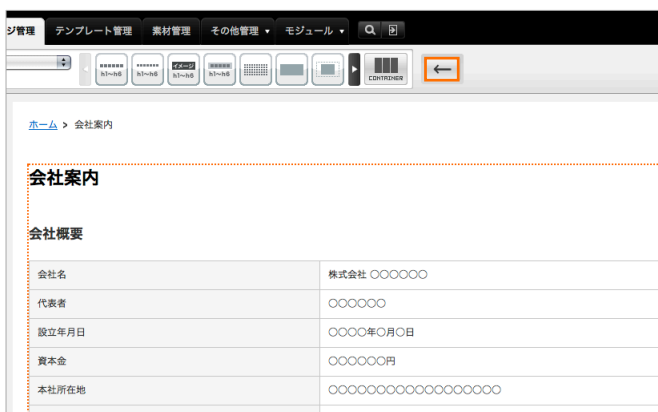 ジ管理 テンプレート管理 素材管理 その他管理 ▼ モジュール ▼
h1~h6 h1~h6 イメージ h1~h6 h1~h6 CONTAINER ←
ホーム > 会社案内
会社案内
会社概要
会社名 株式会社 〇〇〇〇〇〇
代表者 〇〇〇〇〇〇
設立年月日 〇〇〇〇年〇月〇日
資本金 〇〇〇〇〇〇円
本社所在地 〇〇〇〇〇〇〇〇〇〇〇〇〇〇〇〇〇〇